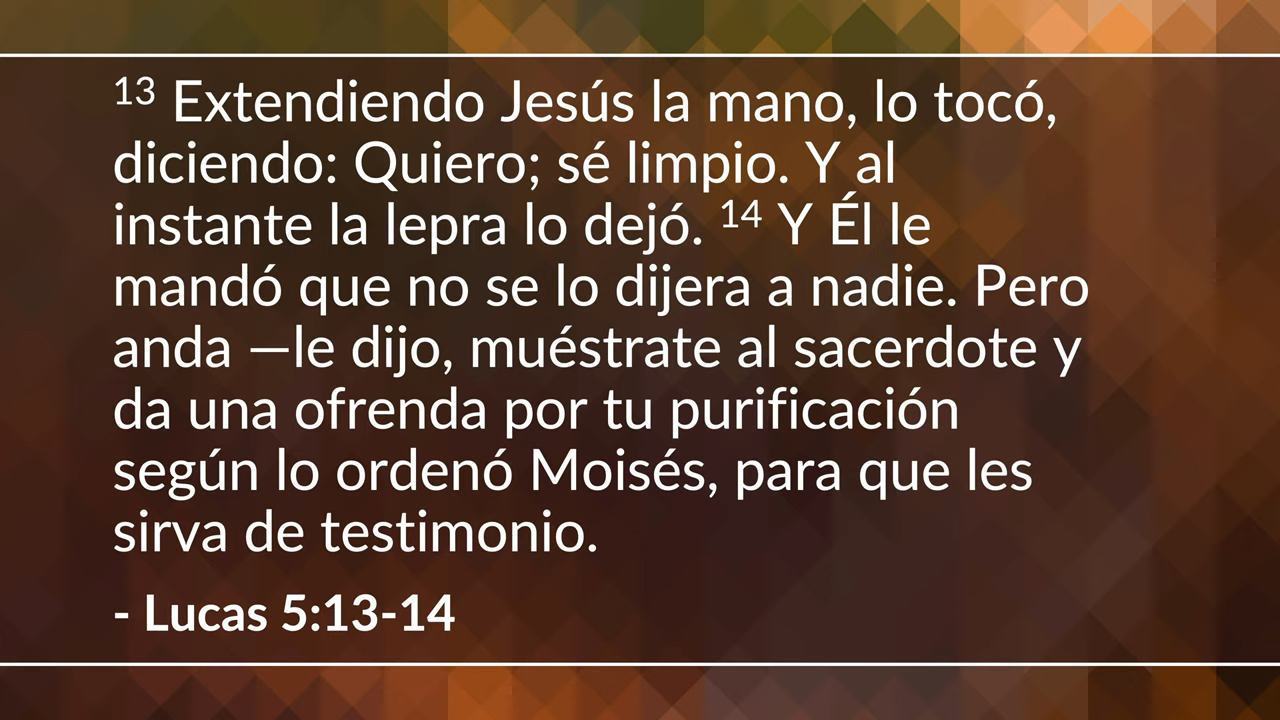 13 Extendiendo Jesús la mano, lo tocó,
diciendo: Quiero; sé limpio. Y al
instante la lepra lo dejó. 14 Y Él le
mandó que no se lo dijera a nadie. Pero
anda —le dijo, muéstrate al sacerdote y
da una ofrenda por tu purificación
según lo ordenó Moisés, para que les
sirva de testimonio.
- Lucas 5:13-14